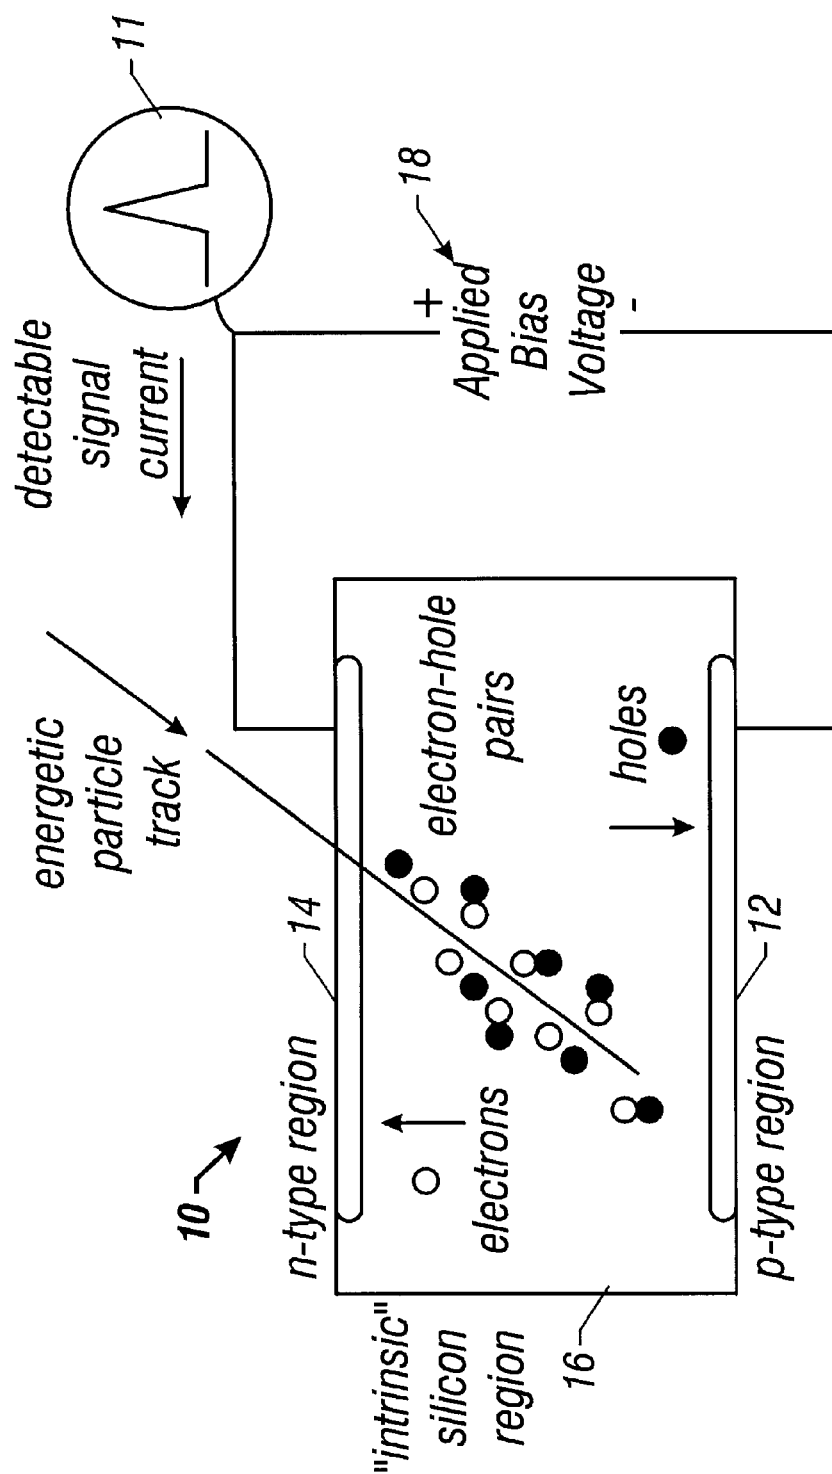 detectable
signal
current
11
energetic
particle
track
10
n-type region
14
"intrinsic"
silicon
region
16
electrons
electron-hole
pairs
holes
+
18
Applied
Bias
Voltage
-
p-type region
12